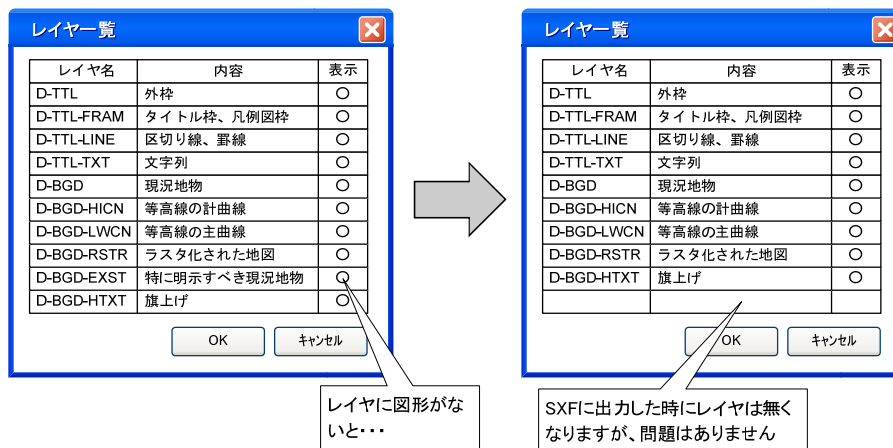 レイヤ一覧
レイヤ名 内容 表示
D-TTL 外枠 ○
D-TTL-FRAM タイトル枠、凡例図枠 ○
D-TTL-LINE 区切り線、罫線 ○
D-TTL-TXT 文字列 ○
D-BGD 現況地物 ○
D-BGD-HICN 等高線の計曲線 ○
D-BGD-LWCN 等高線の主曲線 ○
D-BGD-RSTR ラスタ化された地図 ○
D-BGD-EXST 特に明示すべき現況地物 ○
D-BGD-HTXT 旗上げ ○
OK キャンセル
レイヤに図形がな
いと・・・
レイヤ一覧
レイヤ名 内容 表示
D-TTL 外枠 ○
D-TTL-FRAM タイトル枠、凡例図枠 ○
D-TTL-LINE 区切り線、罫線 ○
D-TTL-TXT 文字列 ○
D-BGD 現況地物 ○
D-BGD-HICN 等高線の計曲線 ○
D-BGD-LWCN 等高線の主曲線 ○
D-BGD-RSTR ラスタ化された地図 ○
D-BGD-HTXT 旗上げ ○
OK キャンセル
SXFに出力した時にレイヤは無く
なりますが、問題はありません